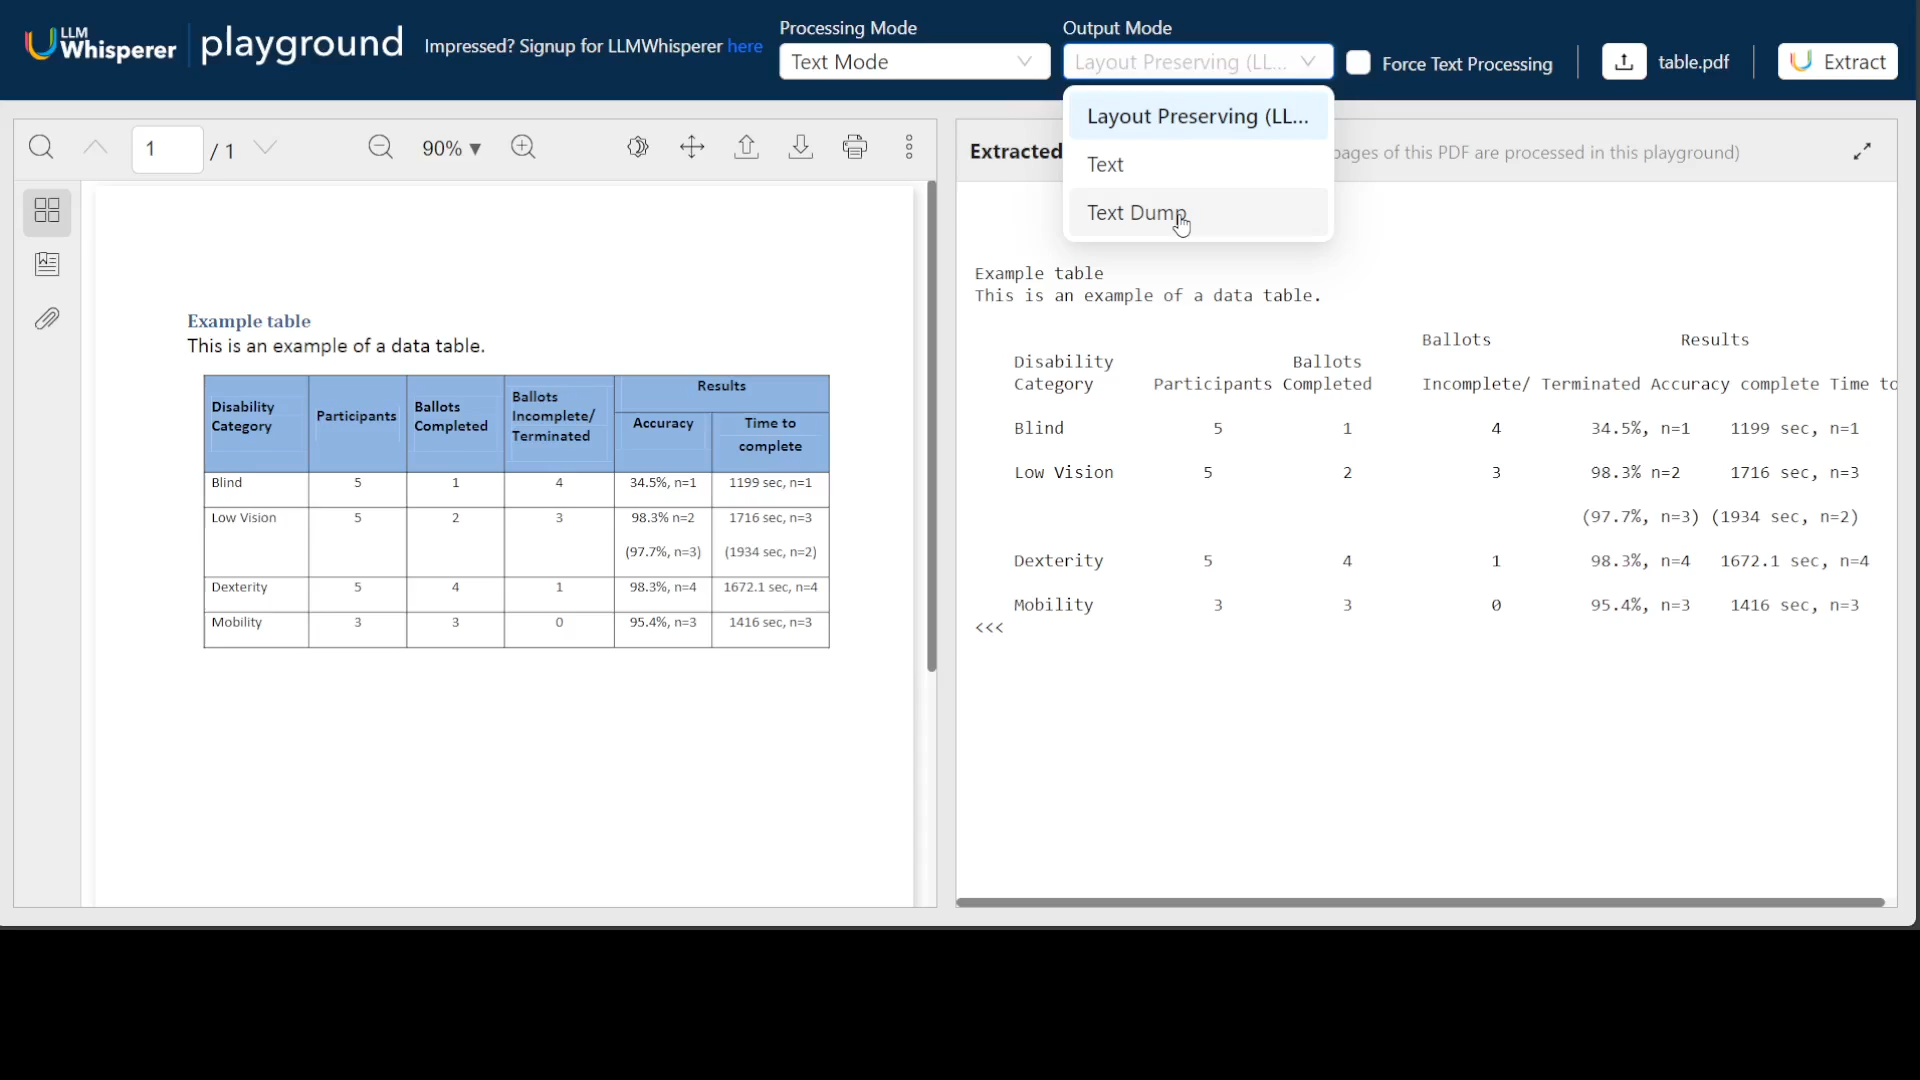 LLM
Whisperer
playground
Impressed? Signup for LLMWhisperer here
Processing Mode
Text Mode
Output Mode
Layout Preserving (LL...
Force Text Processing
table.pdf
Extract
Layout Preserving (LL...
Text
Text Dump
1 / 1
90%
Example table
This is an example of a data table.
Disability Category
Participants
Ballots Completed
Ballots Incomplete/ Terminated
Results
Accuracy
Time to complete
Blind 5 1 4 34.5%, n=1 1199 sec, n=1
Low Vision 5 2 3 98.3% n=2 1716 sec, n=3
(97.7%, n=3) (1934 sec, n=2)
Dexterity 5 4 1 98.3%, n=4 1672.1 sec, n=4
Mobility 3 3 0 95.4%, n=3 1416 sec, n=3
Extracted
pages of this PDF are processed in this playground)
Example table
This is an example of a data table.
Ballots Results
Disability Ballots
Category Participants Completed Incomplete/ Terminated Accuracy complete Time to
Blind 5 1 4 34.5%, n=1 1199 sec, n=1
Low Vision 5 2 3 98.3% n=2 1716 sec, n=3
(97.7%, n=3) (1934 sec, n=2)
Dexterity 5 4 1 98.3%, n=4 1672.1 sec, n=4
Mobility 3 3 0 95.4%, n=3 1416 sec, n=3
<<<